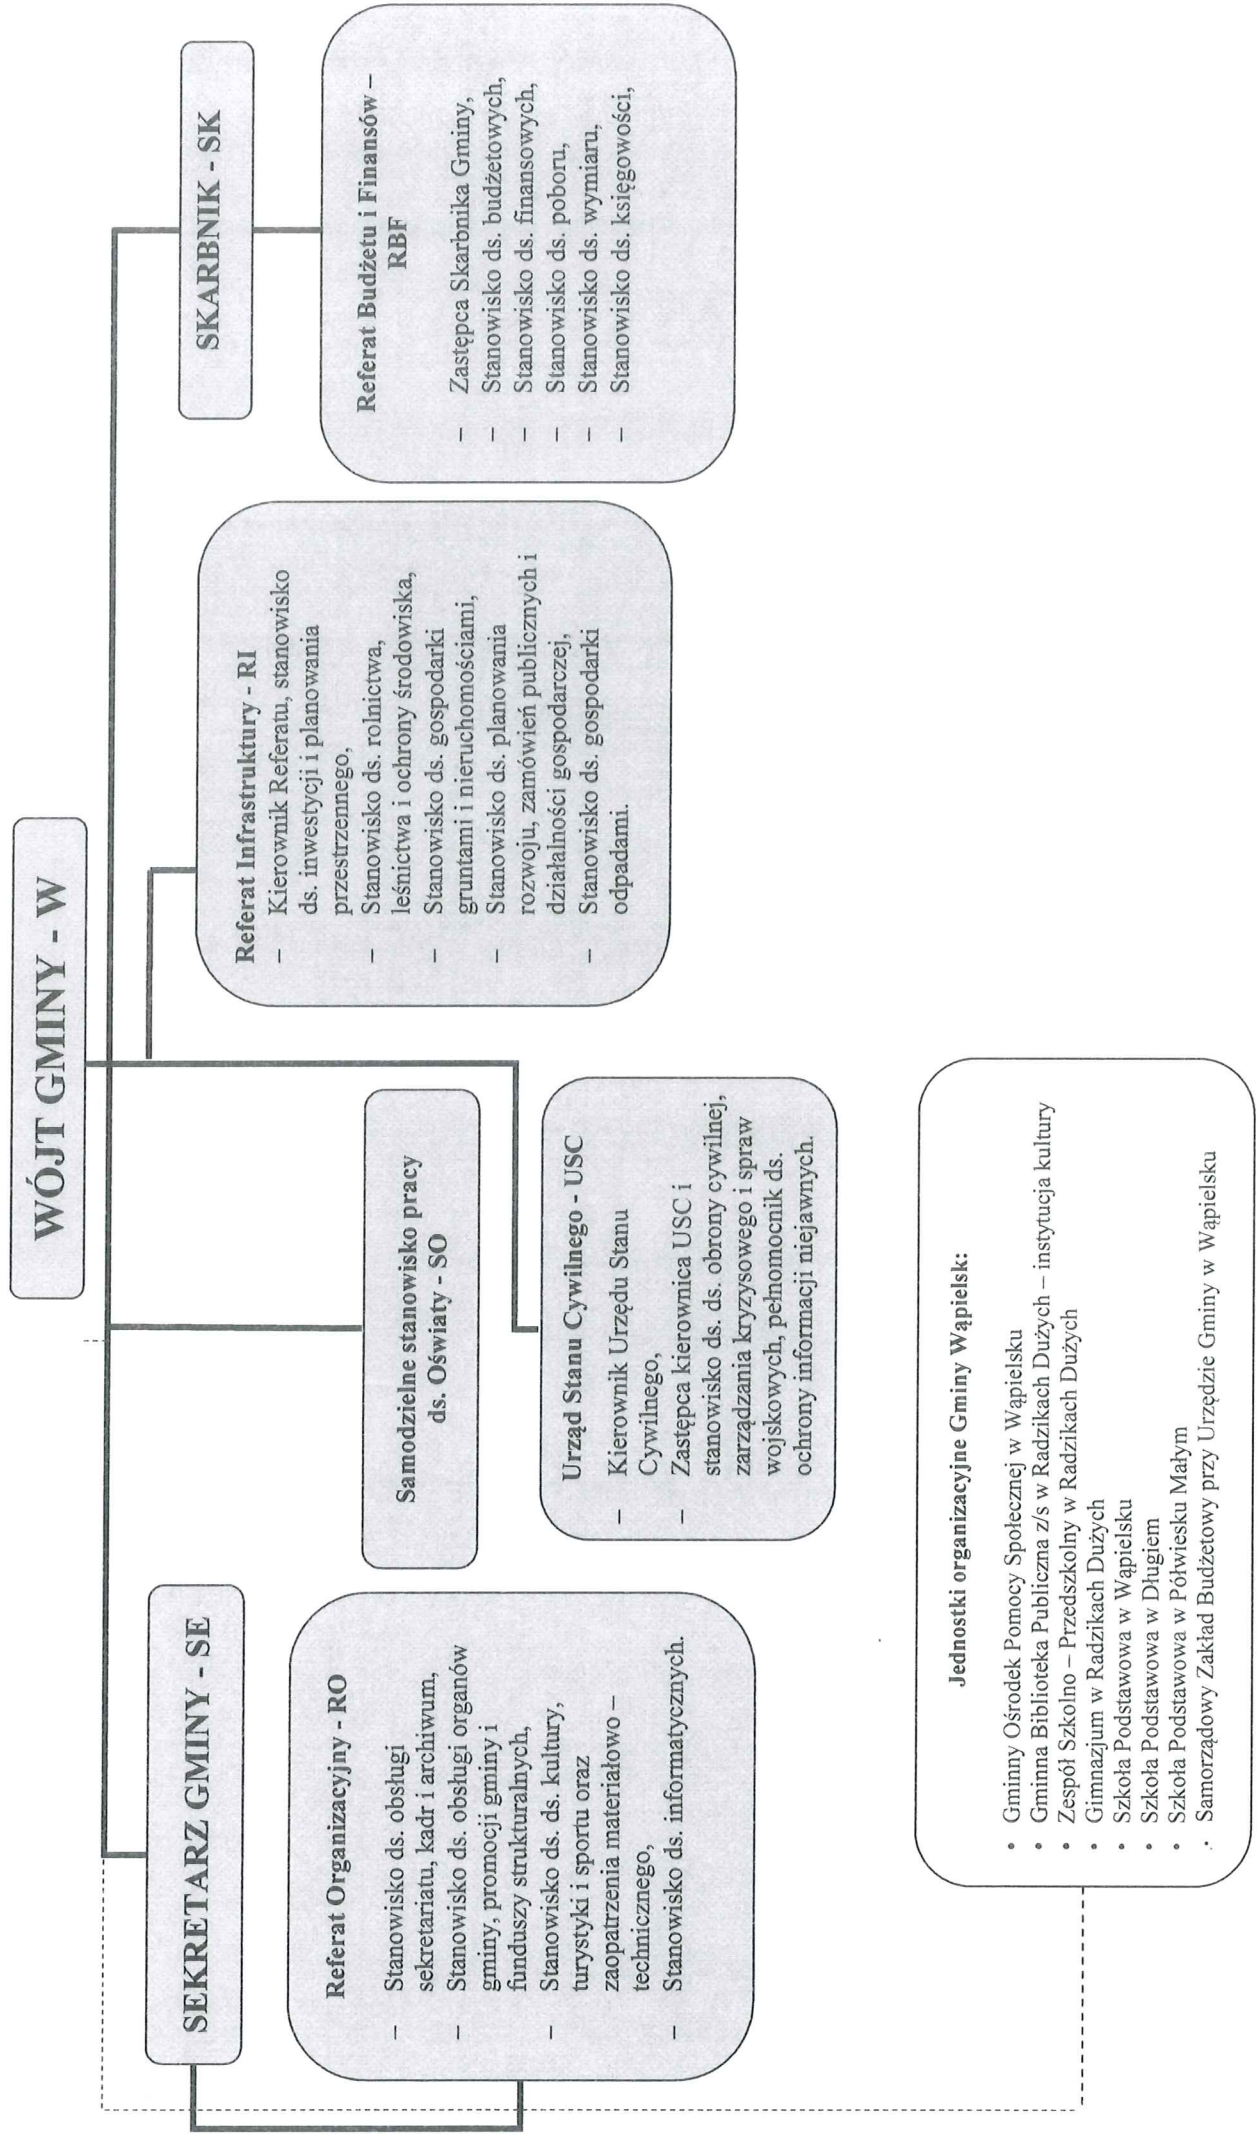 WÓJT GMINY - W
SEKRETARZ GMINY - SE
SKARBNIK - SK
Referat Organizacyjny - RO
– Stanowisko ds. obsługi
sekretariatu, kadr i archiwum,
– Stanowisko ds. obsługi organów
gminy, promocji gminy i
funduszy strukturalnych,
– Stanowisko ds. ds. kultury,
turystyki i sportu oraz
zaopatrzenia materiałowo –
technicznego,
– Stanowisko ds. informatycznych.
Samodzielne stanowisko pracy
ds. Oświaty - SO
Urząd Stanu Cywilnego - USC
– Kierownik Urzędu Stanu
Cywilnego,
– Zastępca kierownica USC i
stanowisko ds. ds. obrony cywilnej,
zarządzania kryzysowego i spraw
wojskowych, pełnomocnik ds.
ochrony informacji niejawnych.
Referat Infrastruktury - RI
– Kierownik Referatu, stanowisko
ds. inwestycji i planowania
przestrzennego,
– Stanowisko ds. rolnictwa,
leśnictwa i ochrony środowiska,
– Stanowisko ds. gospodarki
gruntami i nieruchomościami,
– Stanowisko ds. planowania
rozwoju, zamówień publicznych i
działalności gospodarczej,
– Stanowisko ds. gospodarki
odpadami.
Referat Budżetu i Finansów –
RBF
– Zastępca Skarbnika Gminy,
– Stanowisko ds. budżetowych,
– Stanowisko ds. finansowych,
– Stanowisko ds. poboru,
– Stanowisko ds. wymiaru,
– Stanowisko ds. księgowości,
Jednostki organizacyjne Gminy Wąpielsk:
• Gminny Ośrodek Pomocy Społecznej w Wąpielsku
• Gminna Biblioteka Publiczna z/s w Radzikach Dużych – instytucja kultury
• Zespół Szkolno – Przedszkolny w Radzikach Dużych
• Gimnazjum w Radzikach Dużych
• Szkoła Podstawowa w Wąpielsku
• Szkoła Podstawowa w Długiem
• Szkoła Podstawowa w Półwiesku Małym
• Samorządowy Zakład Budżetowy przy Urzędzie Gminy w Wąpielsku